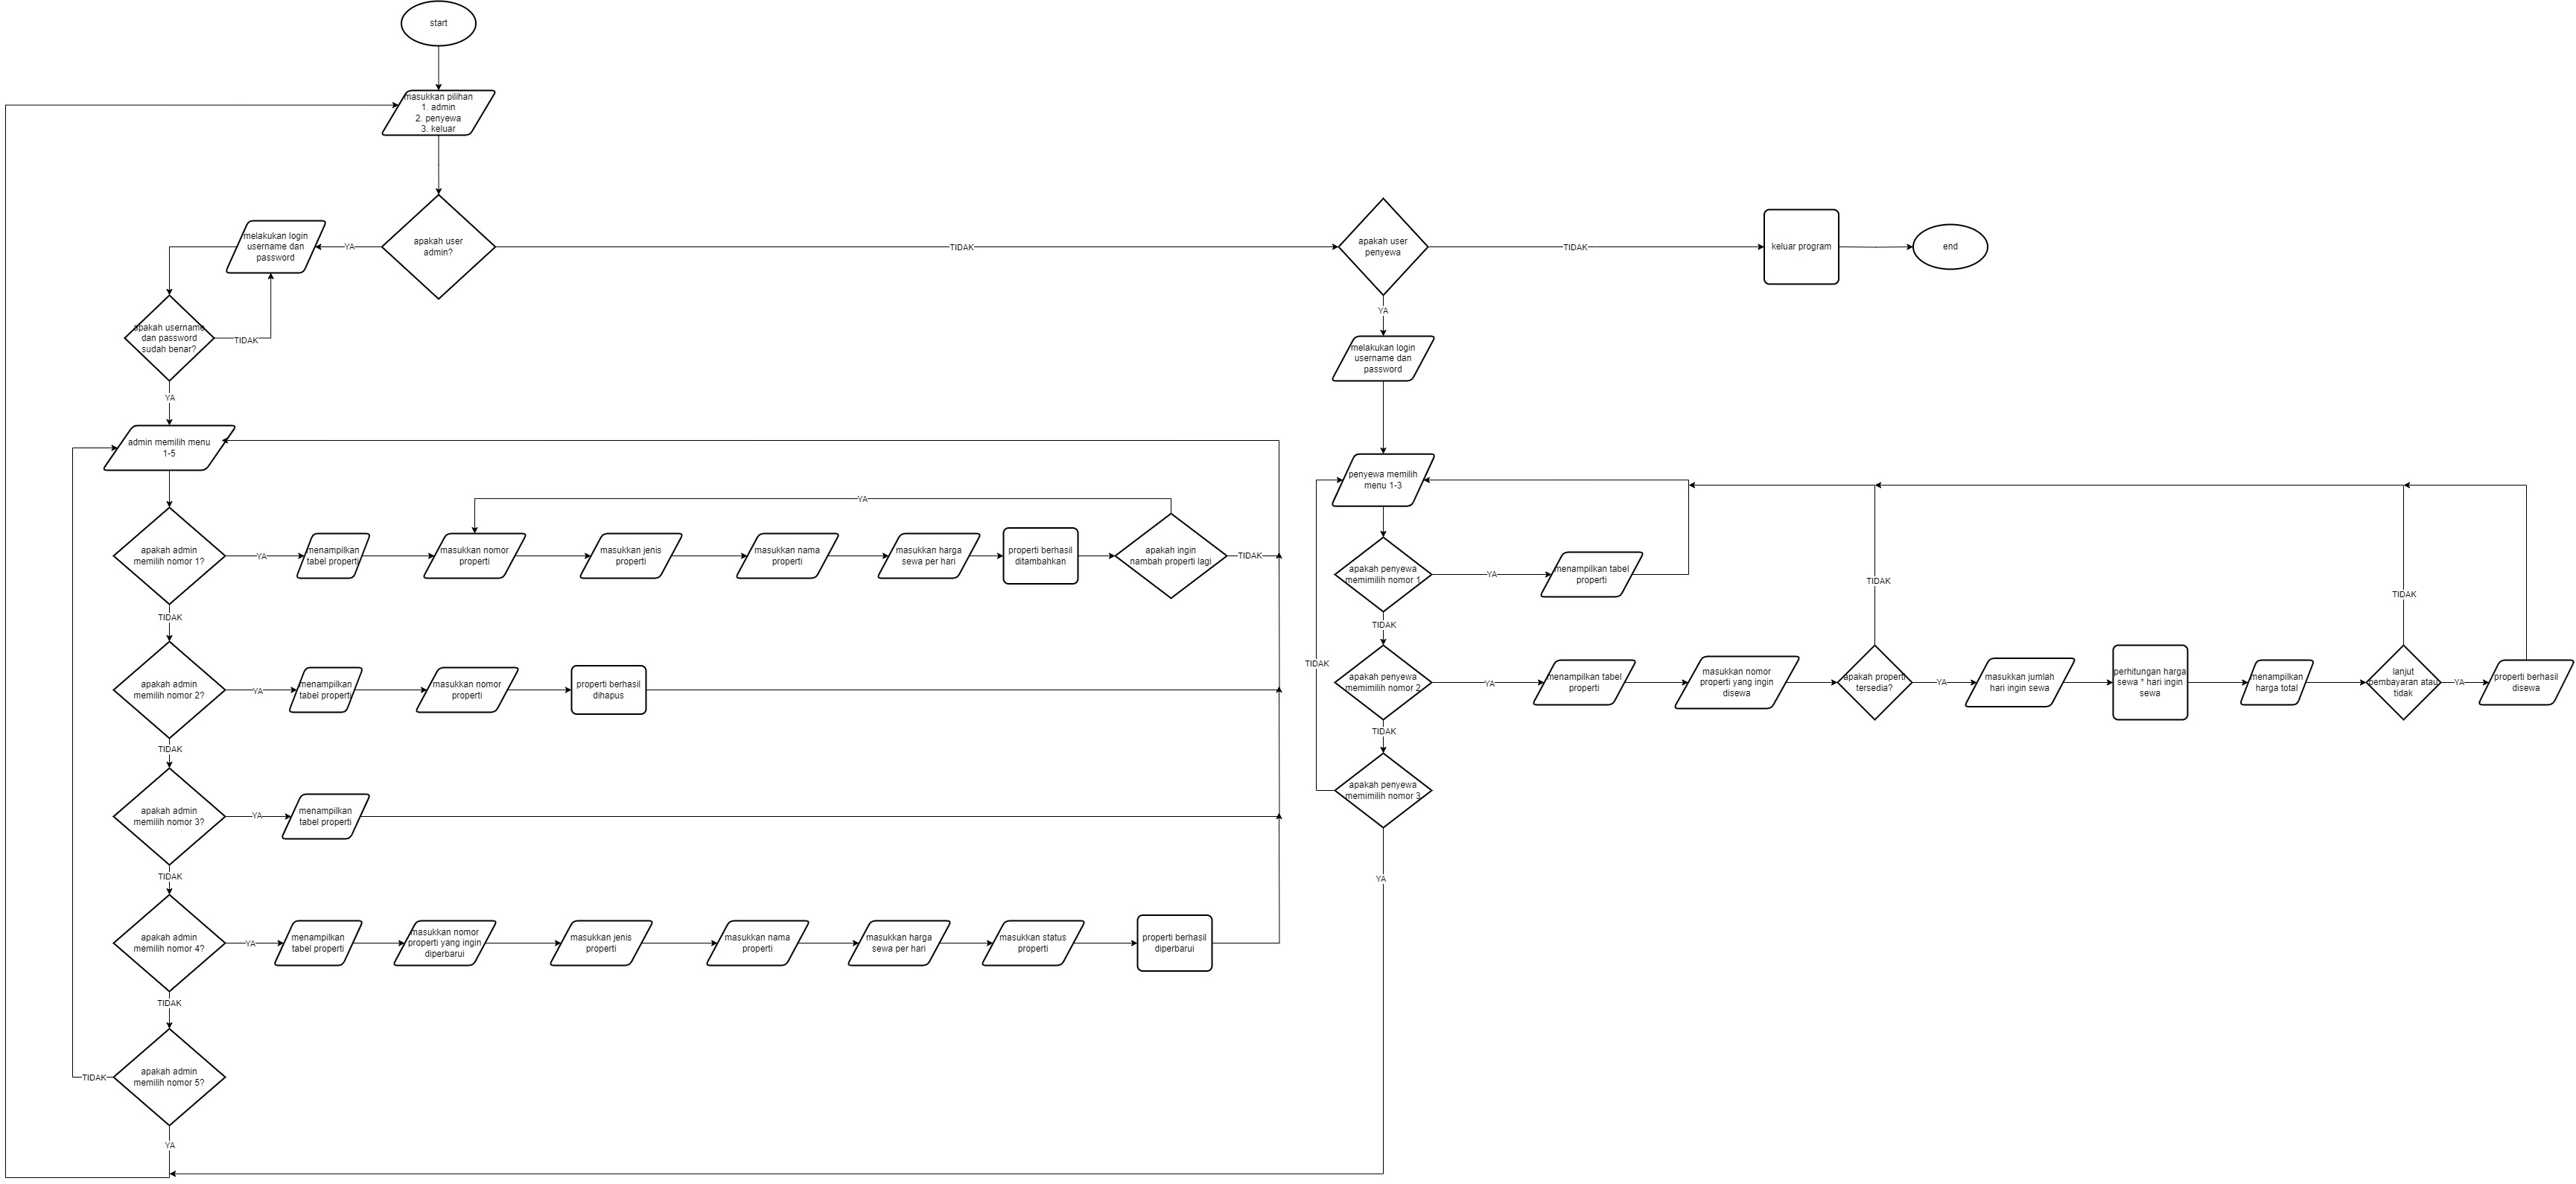 start
masukkan pilihan
1. admin
2. penyewa
3. keluar
apakah user
admin?
YA
melakukan login
username dan
password
TIDAK
apakah user
penyewa
TIDAK
keluar program
end
apakah username
dan password
sudah benar?
TIDAK
YA
YA
melakukan login
username dan
password
admin memilih menu
1-5
apakah admin
memilih nomor 1?
YA
menampilkan
tabel properti
masukkan nomor
properti
masukkan jenis
properti
masukkan nama
properti
masukkan harga
sewa per hari
properti berhasil
ditambahkan
apakah ingin
nambah properti lagi
YA
TIDAK
TIDAK
apakah admin
memilih nomor 2?
YA
menampilkan
tabel properti
masukkan nomor
properti
properti berhasil
dihapus
TIDAK
apakah admin
memilih nomor 3?
YA
menampilkan
tabel properti
TIDAK
apakah admin
memilih nomor 4?
YA
menampilkan
tabel properti
masukkan nomor
properti yang ingin
diperbarui
masukkan jenis
properti
masukkan nama
properti
masukkan harga
sewa per hari
masukkan status
properti
properti berhasil
diperbarui
TIDAK
apakah admin
memilih nomor 5?
TIDAK
YA
penyewa memilih
menu 1-3
apakah penyewa
memimilih nomor 1
YA
menampilkan tabel
properti
TIDAK
apakah penyewa
memimilih nomor 2
YA
menampilkan tabel
properti
masukkan nomor
properti yang ingin
disewa
apakah properti
tersedia?
TIDAK
YA
masukkan jumlah
hari ingin sewa
perhitungan harga
sewa * hari ingin
sewa
menampilkan
harga total
lanjut
pembayaran atau
tidak
TIDAK
YA
properti berhasil
disewa
TIDAK
apakah penyewa
memimilih nomor 3
TIDAK
YA